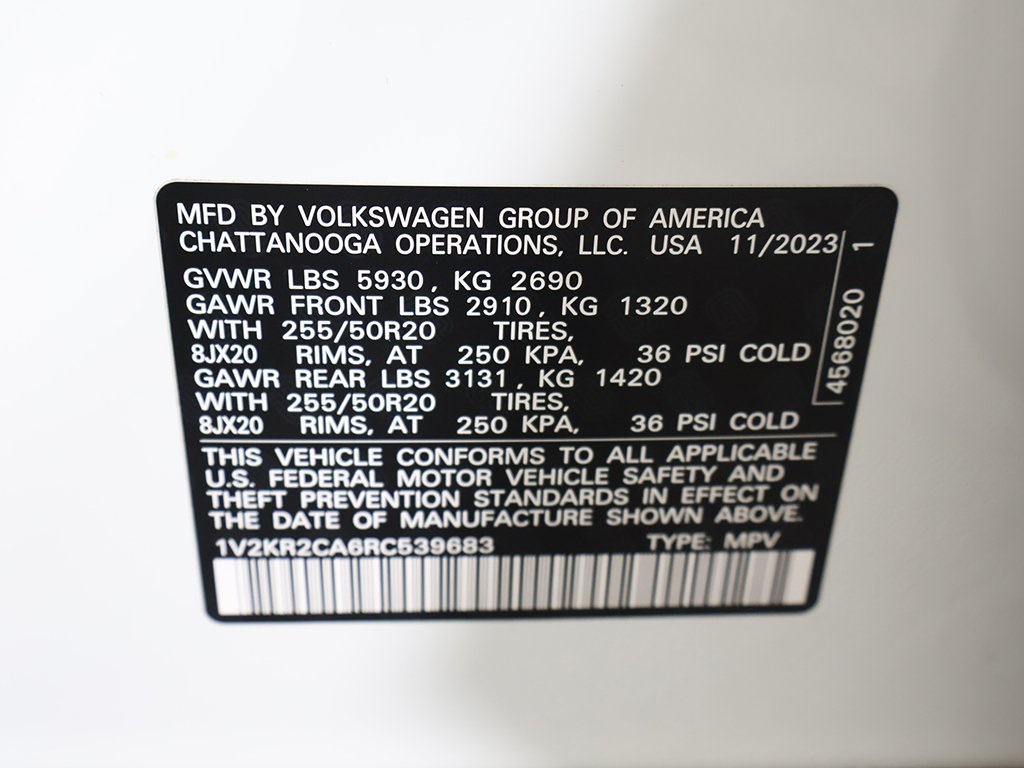 MFD BY VOLKSWAGEN GROUP OF AMERICA
CHATTANOOGA OPERATIONS, LLC. USA 11/2023
GVWR LBS 5930, KG 2690
GAWR FRONT LBS 2910, KG 1320
WITH 255/50R20 TIRES,
8JX20 RIMS, AT 250 KPA, 36 PSI COLD
GAWR REAR LBS 3131, KG 1420
WITH 255/50R20 TIRES,
8JX20 RIMS, AT 250 KPA, 36 PSI COLD
4568020 1
THIS VEHICLE CONFORMS TO ALL APPLICABLE
U.S. FEDERAL MOTOR VEHICLE SAFETY AND
THEFT PREVENTION STANDARDS IN EFFECT ON
THE DATE OF MANUFACTURE SHOWN ABOVE.
1V2KR2CA6RC539683 TYPE: MPV